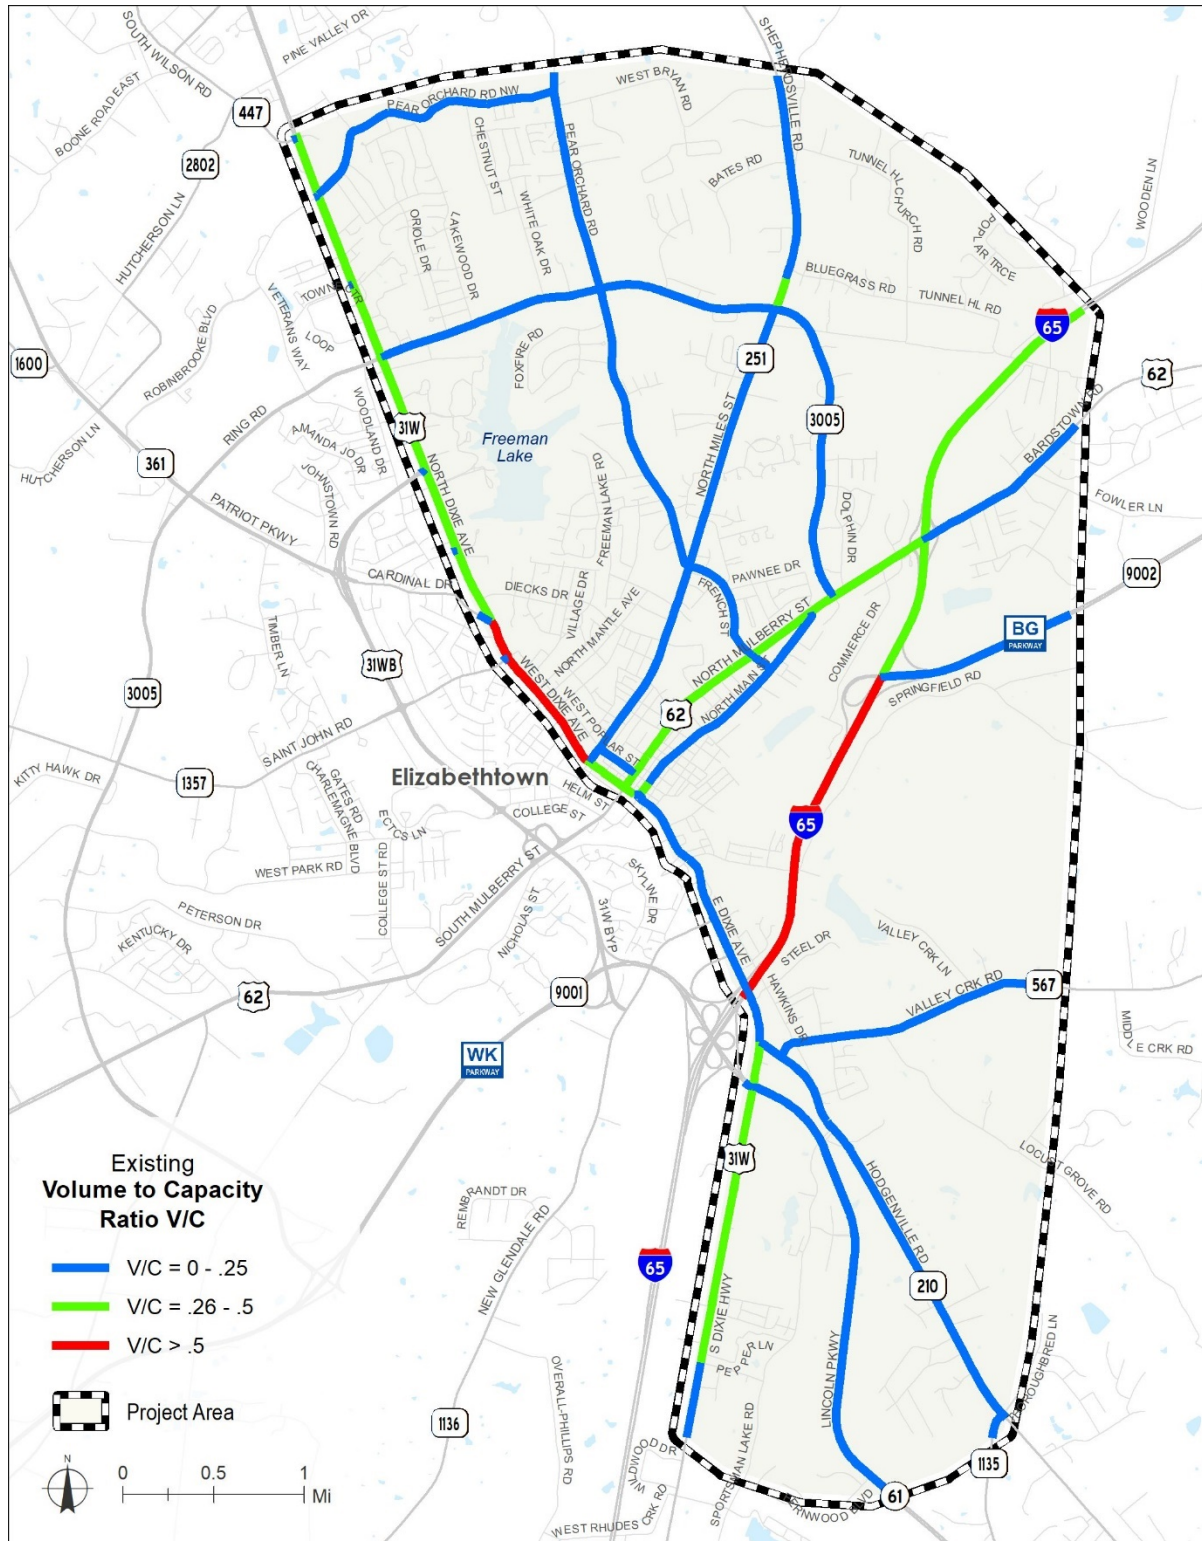 SOUTH WILSON RD
PINE VALLEY DR
BOONE ROAD EAST
447
2802
HUTCHERSON LN
PEAR ORCHARD RD NW
WEST BRYAN RD
SHEPHERDSVILLE RD
CHESTNUT ST
PEAR ORCHARD RD
BATES RD
TUNNEL HL CHURCH RD
WOODEN LN
ORIOLE DR
LAKEWOOD DR
WHITE OAK DR
POPLAR TRCE
BLUEGRASS RD
TUNNEL HL RD
65
TOWNE CTR
VETERANS WAY
LOOP
ROBINBROOKE BLVD
1600
FOXFIRE RD
251
62
WOODLAND DR
3005
BARDSTOWN RD
RING RD
31W
Freeman
Lake
NORTH MILES ST
HUTCHERSON LN
361
AMANDA JO DR
JOHNSTOWN RD
NORTH DIXIE AVE
FREEMAN LAKE RD
DOLPHIN DR
FOWLER LN
PATRIOT PKWY
CARDINAL DR
DIECKS DR
VILLAGE DR
NORTH MANTLE AVE
FRENCH ST
PAWNEE DR
9002
TIMBER LN
31WB
NORTH MULBERRY ST
COMMERCE DR
BG
PARKWAY
3005
WEST DIXIE AVE
WEST POPLAR ST
62
NORTH MAIN ST
SPRINGFIELD RD
SAINT JOHN RD
KITTY HAWK DR
1357
GATES RD
CHARLEMAGNE BLVD
ECTCS LN
Elizabethtown
HELM ST
COLLEGE ST
65
WEST PARK RD
COLLEGE ST RD
SOUTH MULBERRY ST
SKYLINE DR
PETERSON DR
KENTUCKY DR
NICHOLAS ST
31W BYP
E DIXIE AVE
STEEL DR
VALLEY CRK LN
62
9001
HAWKINS DR
VALLEY CRK RD
567
WK
PARKWAY
MIDDLE CRK RD
31W
LOCUST GROVE RD
Existing
Volume to Capacity
Ratio V/C
REMBRANDT DR
NEW GLENDALE RD
HODGENVILLE RD
65
V/C = 0 - .25
V/C = .26 - .5
V/C > .5
Project Area
210
S DIXIE HWY
PEPPER LN
LINCOLN PKWY
OVERALL-PHILLIPS RD
1136
SPORTSMAN LAKE RD
WILDWOOD DR
1135
61
WEST RHUDES CRK RD
N
0 0.5 1
Mi